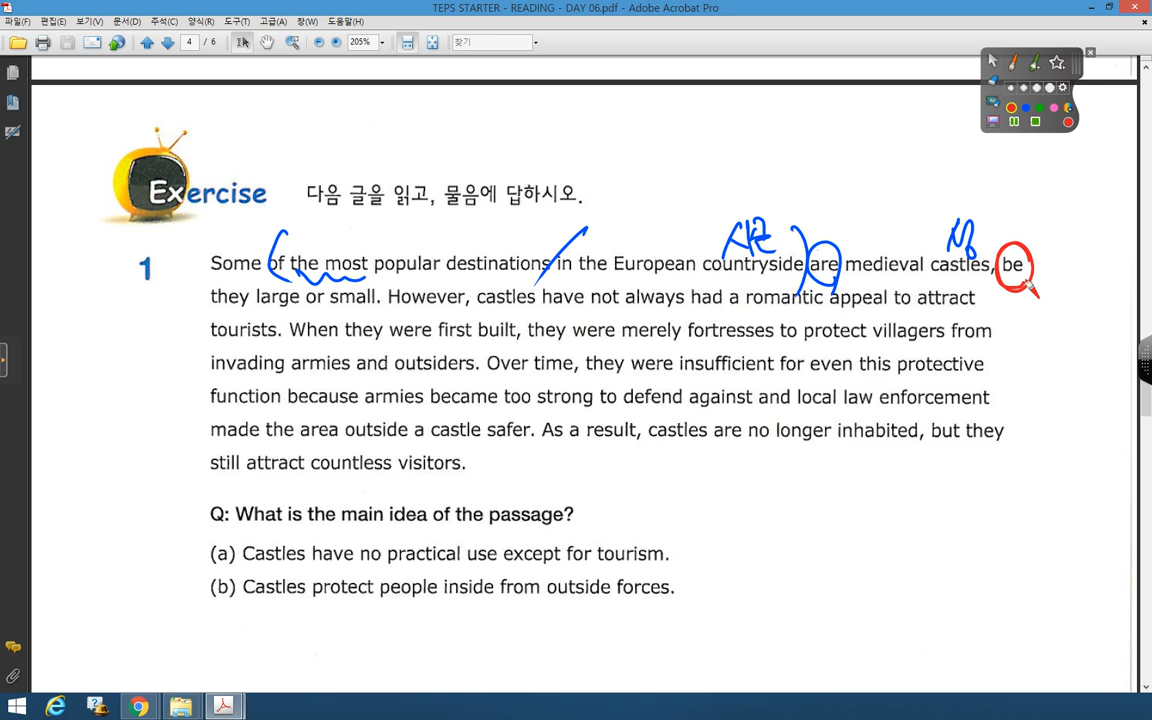 TEPS STARTER - READING - DAY 06.pdf - Adobe Acrobat Pro
파일(F) 편집(E) 보기(V) 문서(D) 주석(C) 양식(R) 도구(T) 고급(A) 창(W) 도움말(H)
4 / 6 205% 찾기
Exercise 다음 글을 읽고, 물음에 답하시오.
시골
성
1 Some of the most popular destinations in the European countryside are medieval castles, be
they large or small. However, castles have not always had a romantic appeal to attract
tourists. When they were first built, they were merely fortresses to protect villagers from
invading armies and outsiders. Over time, they were insufficient for even this protective
function because armies became too strong to defend against and local law enforcement
made the area outside a castle safer. As a result, castles are no longer inhabited, but they
still attract countless visitors.
Q: What is the main idea of the passage?
(a) Castles have no practical use except for tourism.
(b) Castles protect people inside from outside forces.